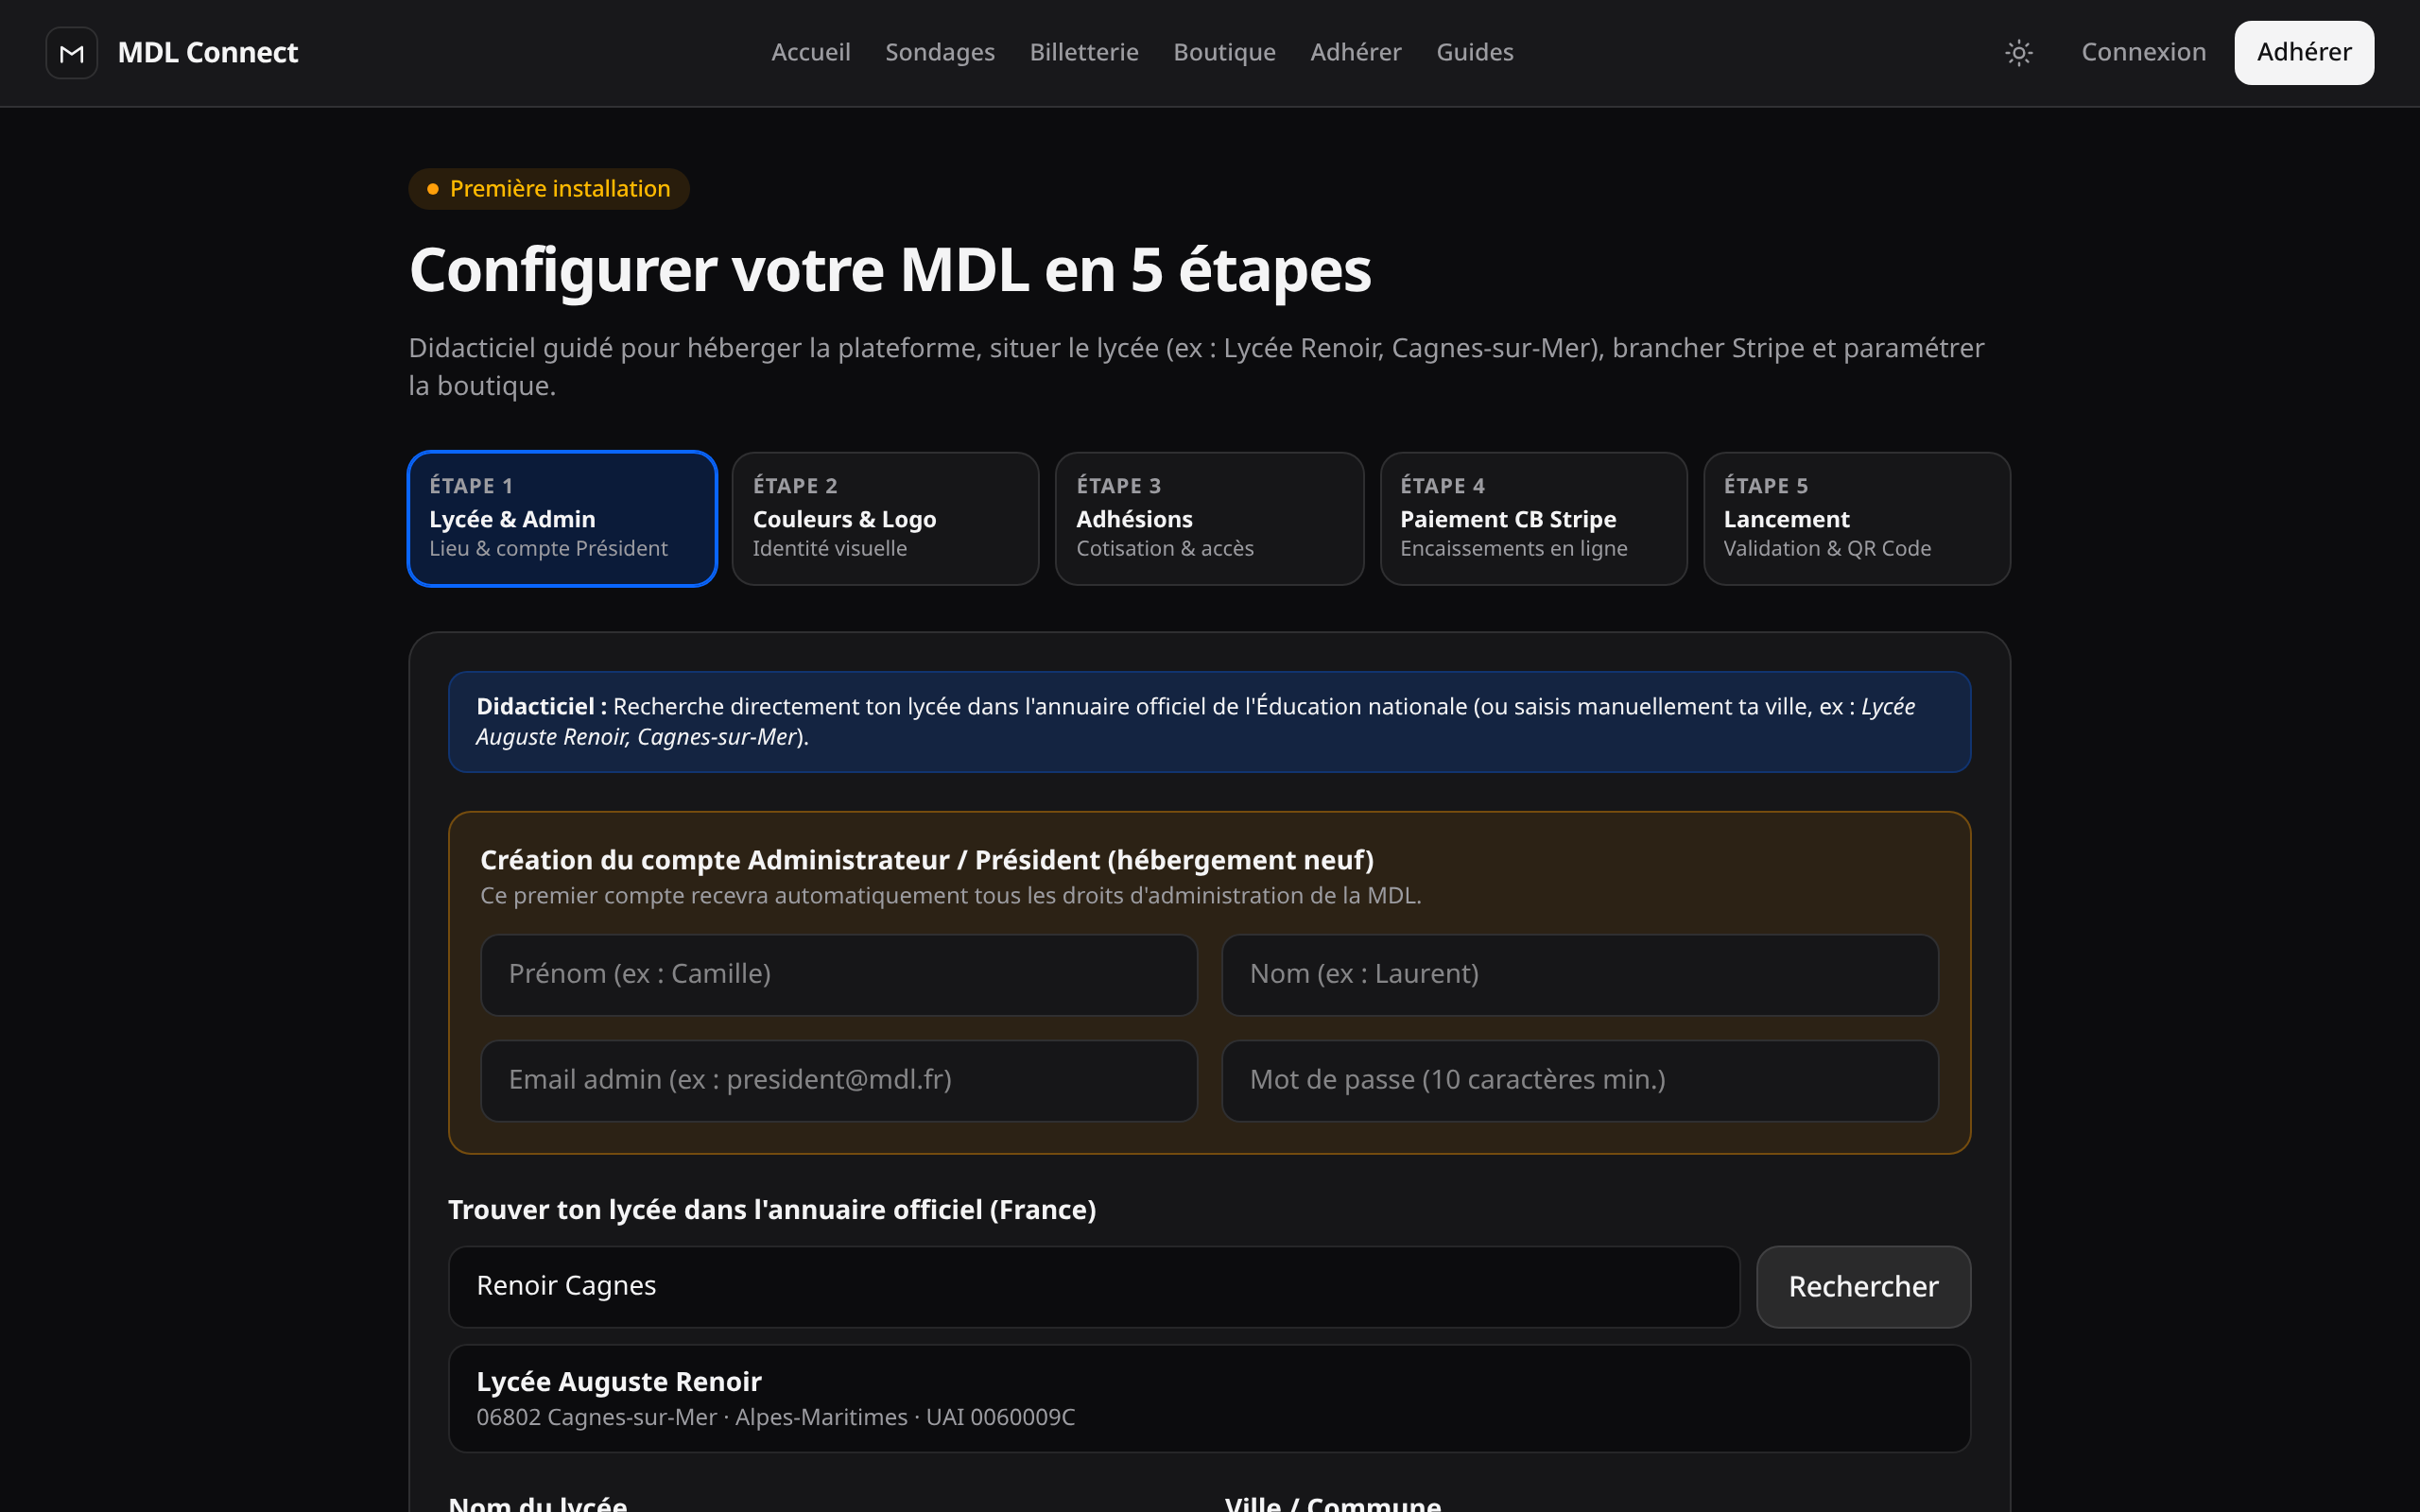 MDL Connect
Accueil
Sondages
Billetterie
Boutique
Adhérer
Guides
Connexion
Adhérer
Première installation
Configurer votre MDL en 5 étapes
Didacticiel guidé pour héberger la plateforme, situer le lycée (ex : Lycée Renoir, Cagnes-sur-Mer), brancher Stripe et paramétrer
la boutique.
ÉTAPE 1
Lycée & Admin
Lieu & compte Président
ÉTAPE 2
Couleurs & Logo
Identité visuelle
ÉTAPE 3
Adhésions
Cotisation & accès
ÉTAPE 4
Paiement CB Stripe
Encaissements en ligne
ÉTAPE 5
Lancement
Validation & QR Code
Didacticiel : Recherche directement ton lycée dans l'annuaire officiel de l'Éducation nationale (ou saisis manuellement ta ville, ex : Lycée
Auguste Renoir, Cagnes-sur-Mer).
Création du compte Administrateur / Président (hébergement neuf)
Ce premier compte recevra automatiquement tous les droits d'administration de la MDL.
Prénom (ex : Camille)
Nom (ex : Laurent)
Email admin (ex : president@mdl.fr)
Mot de passe (10 caractères min.)
Trouver ton lycée dans l'annuaire officiel (France)
Renoir Cagnes
Rechercher
Lycée Auguste Renoir
06802 Cagnes-sur-Mer · Alpes-Maritimes · UAI 0060009C
Nom du lycée
Ville / Commune